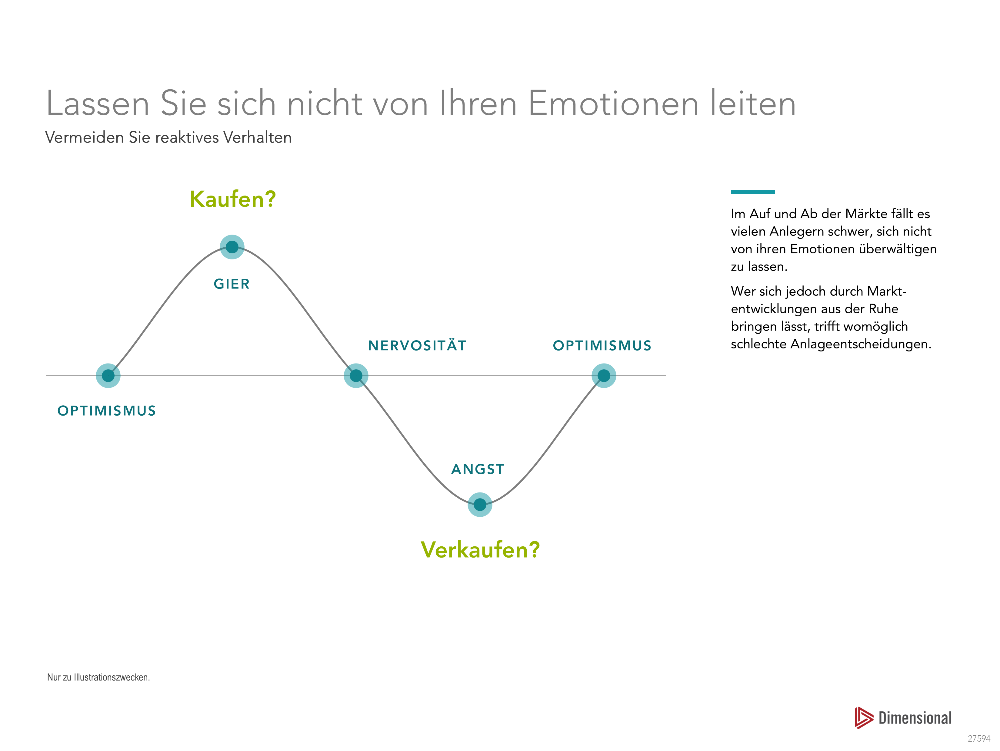 Lassen Sie sich nicht von Ihren Emotionen leiten
Vermeiden Sie reaktives Verhalten
Kaufen?
GIER
NERVOSITÄT
OPTIMISMUS
OPTIMISMUS
ANGST
Verkaufen?
Im Auf und Ab der Märkte fällt es
vielen Anlegern schwer, sich nicht
von ihren Emotionen überwältigen
zu lassen.
Wer sich jedoch durch Markt-
entwicklungen aus der Ruhe
bringen lässt, trifft womöglich
schlechte Anlageentscheidungen.
Nur zu Illustrationszwecken.
Dimensional
27594